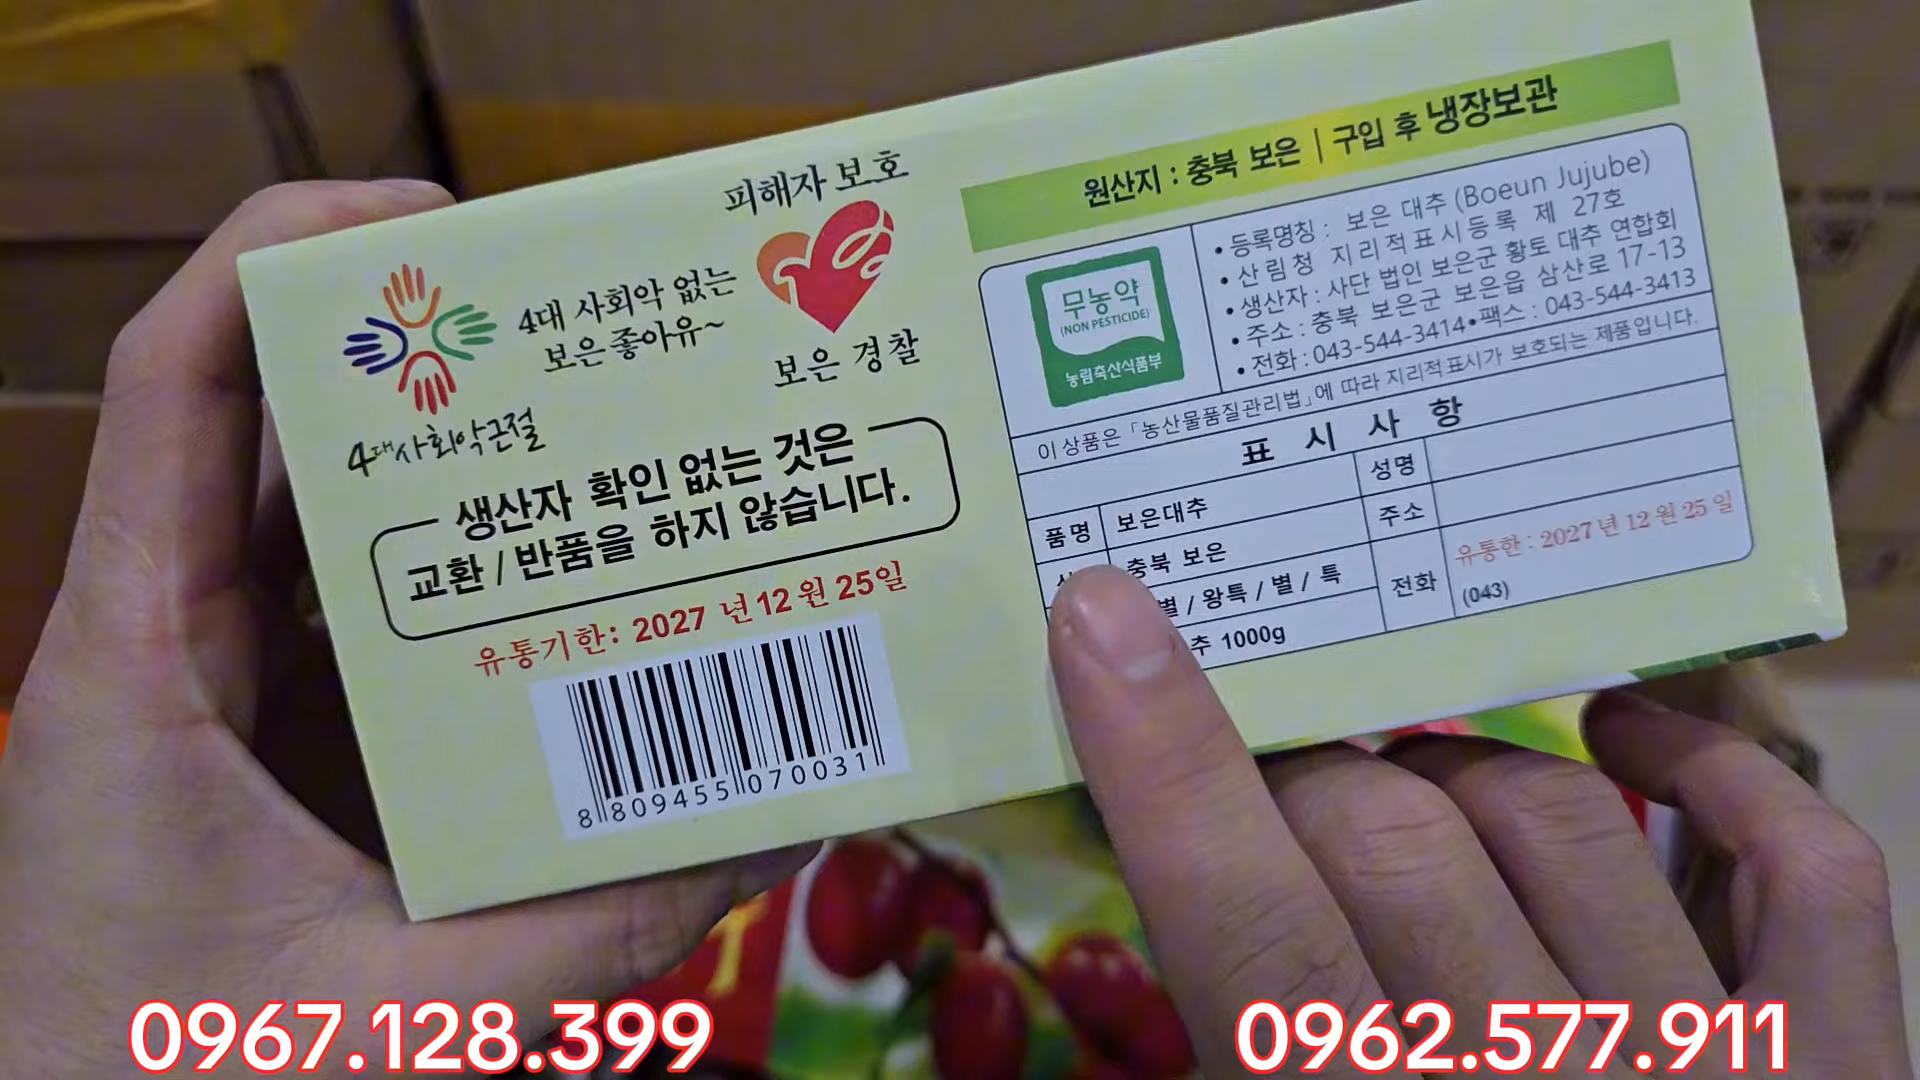 피해자 보호
4대 사회악 없는
보은좋아유~
보은 경찰
4대사회악근절
생산자 확인 없는 것은
교환 / 반품을 하지 않습니다.
유통기한: 2027 년 12 월 25 일
8 809455 070031
원산지 : 충북 보은 | 구입 후 냉장보관
무농약
(NON PESTICIDE)
농림축산식품부
• 등록명칭 : 보은 대추 (Boeun Jujube)
• 산림청 지리적표시등록 제 27호
• 생산자 : 사단 법인 보은군 황토 대추 연합회
• 주소 : 충북 보은군 보은읍 삼산로 17-13
• 전화 : 043-544-3414 • 팩스 : 043-544-3413
이 상품은 「농산물품질관리법」에 따라 지리적표시가 보호되는 제품입니다.
표 시 사 항
품명 보은대추
충북 보은
별 / 왕특 / 별 / 특
추 1000g
성명
주소
전화
유통한 : 2027 년 12 월 25 일
(043)
0967.128.399
0962.577.911